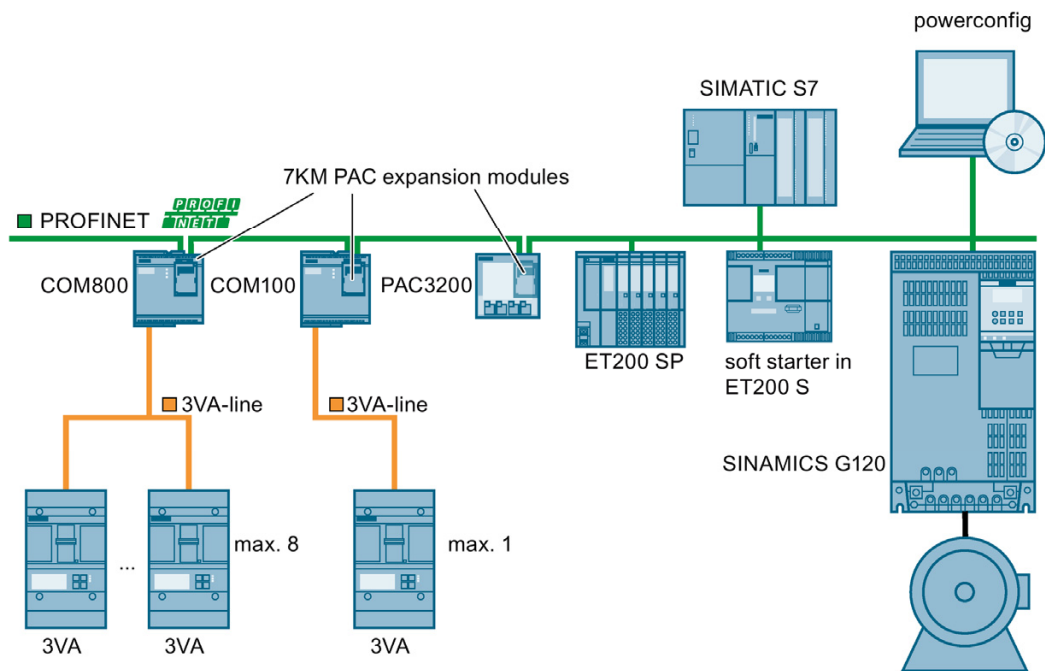 powerconfig
SIMATIC S7
7KM PAC expansion modules
PROFINET
PROFI
NET
COM800
COM100
PAC3200
ET200 SP
soft starter in
ET200 S
3VA-line
3VA-line
SINAMICS G120
max. 8
max. 1
...
3VA
3VA
3VA